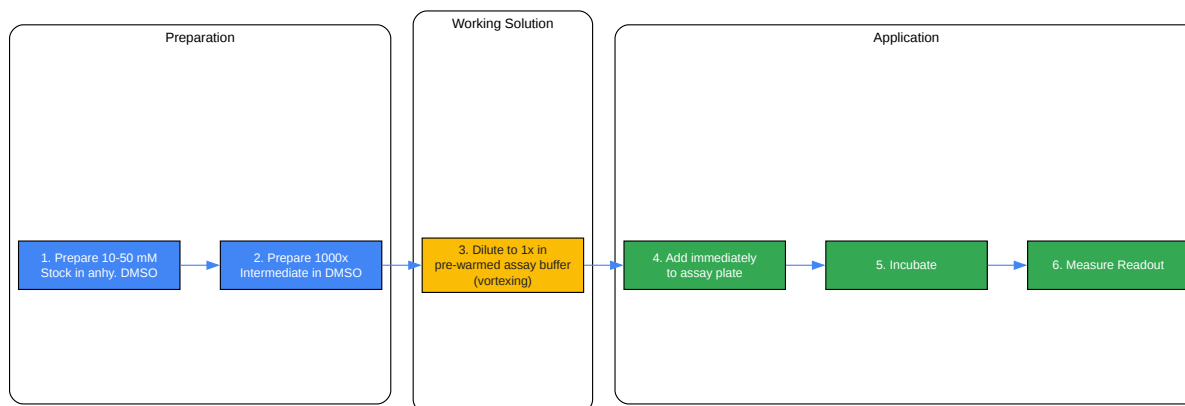 Preparation
1. Prepare 10-50 mM
Stock in anhy. DMSO
2. Prepare 1000x
Intermediate in DMSO
Working Solution
3. Dilute to 1x in
pre-warmed assay buffer
(vortexing)
Application
4. Add immediately
to assay plate
5. Incubate
6. Measure Readout